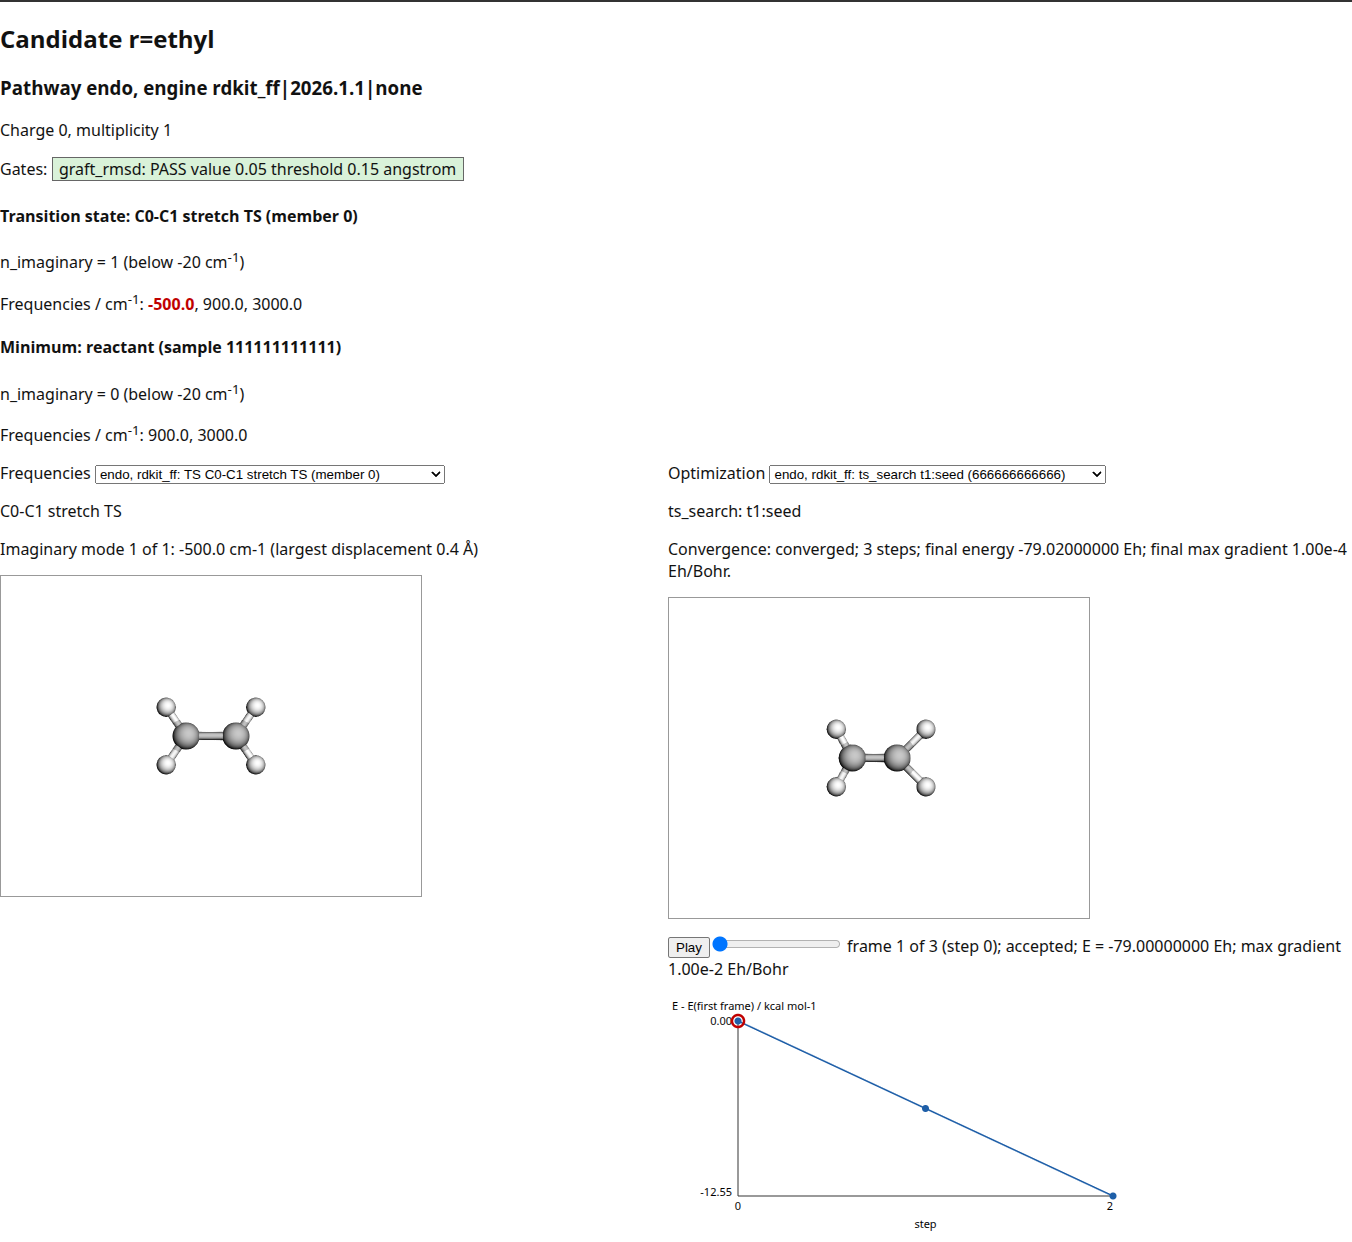 Candidate r=ethyl
Pathway endo, engine rdkit_ff|2026.1.1|none
Charge 0, multiplicity 1
Gates: graft_rmsd: PASS value 0.05 threshold 0.15 angstrom
Transition state: C0-C1 stretch TS (member 0)
n_imaginary = 1 (below -20 cm-1)
Frequencies / cm-1: -500.0, 900.0, 3000.0
Minimum: reactant (sample 111111111111)
n_imaginary = 0 (below -20 cm-1)
Frequencies / cm-1: 900.0, 3000.0
Frequencies endo, rdkit_ff: TS C0-C1 stretch TS (member 0)
C0-C1 stretch TS
Imaginary mode 1 of 1: -500.0 cm-1 (largest displacement 0.4 Å)
Optimization endo, rdkit_ff: ts_search t1:seed (666666666666)
ts_search: t1:seed
Convergence: converged; 3 steps; final energy -79.02000000 Eh; final max gradient 1.00e-4
Eh/Bohr.
Play frame 1 of 3 (step 0); accepted; E = -79.00000000 Eh; max gradient
1.00e-2 Eh/Bohr
E - E(first frame) / kcal mol-1
0.00
-12.55
0 2
step